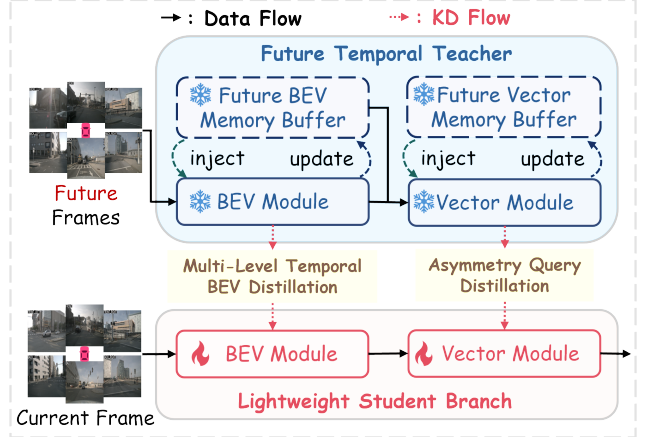 : Data Flow
: KD Flow
Future Temporal Teacher
Future BEV
Memory Buffer
Future Vector
Memory Buffer
inject
update
inject
update
Future
Frames
BEV Module
Vector Module
Multi-Level Temporal
BEV Distillation
Asymmetry Query
Distillation
BEV Module
Vector Module
Current Frame
Lightweight Student Branch